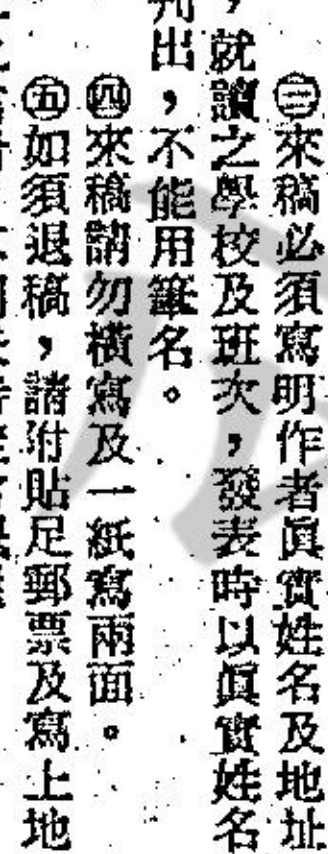 ㊂來稿必須寫明作者眞實姓名及地址
,就讀之學校及班次,發表時以眞實姓名
刊出,不能用筆名。
㊃來稿請勿橫寫及一紙寫兩面。
㊄如須退稿,請附貼足郵票及寫上地